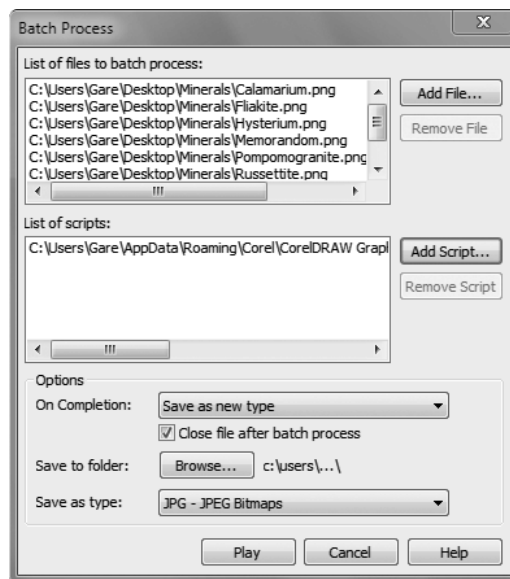 Batch Process
List of files to batch process:
C:\Users\Gare\Desktop\Minerals\Calamarium.png
C:\Users\Gare\Desktop\Minerals\Fliakite.png
C:\Users\Gare\Desktop\Minerals\Hysterium.png
C:\Users\Gare\Desktop\Minerals\Memorandom.png
C:\Users\Gare\Desktop\Minerals\Pompomogranite.png
C:\Users\Gare\Desktop\Minerals\Russettite.png
Add File...
Remove File
List of scripts:
C:\Users\Gare\AppData\Roaming\Corel\CorelDRAW Grapl
Add Script...
Remove Script
Options
On Completion: Save as new type
Close file after batch process
Save to folder: Browse... c:\users\...\
Save as type: JPG - JPEG Bitmaps
Play Cancel Help